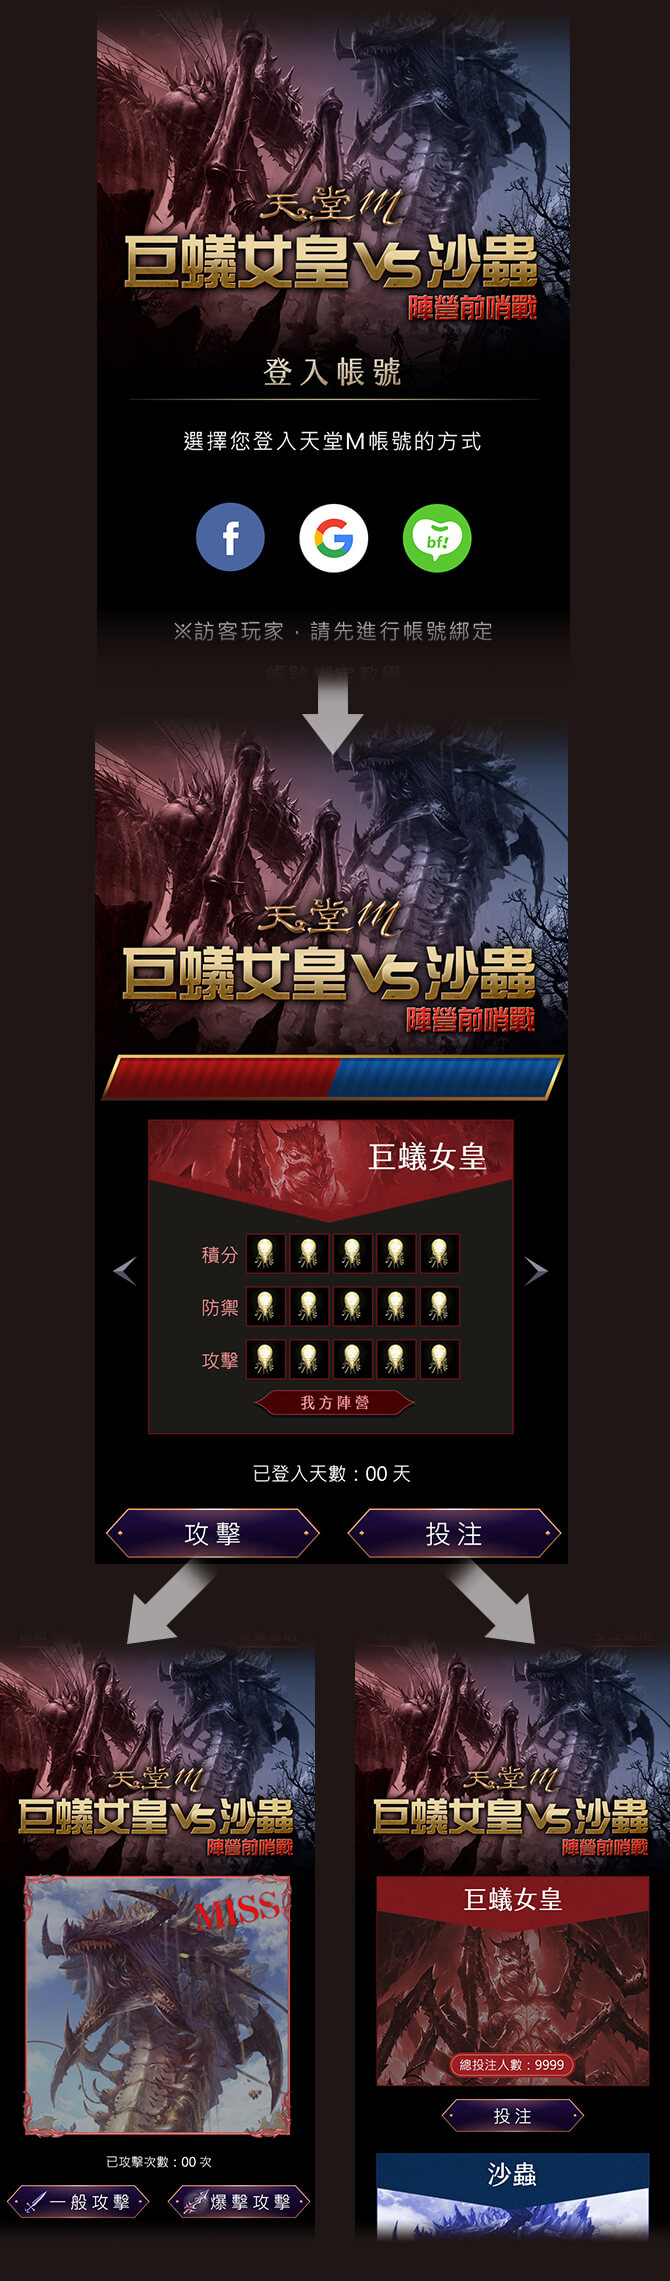 天堂M
巨蟻女皇VS沙蟲
陣營前哨戰
登入帳號
選擇您登入天堂M帳號的方式
f
G
bf!
※訪客玩家，請先進行帳號綁定
帳號綁定教學
天堂M
巨蟻女皇VS沙蟲
陣營前哨戰
巨蟻女皇
積分
防禦
攻擊
我方陣營
已登入天數：00 天
攻擊
投注
天堂M
巨蟻女皇VS沙蟲
陣營前哨戰
MISS
已攻擊次數：00 次
一般攻擊
爆擊攻擊
天堂M
巨蟻女皇VS沙蟲
陣營前哨戰
巨蟻女皇
總投注人數：9999
投注
沙蟲